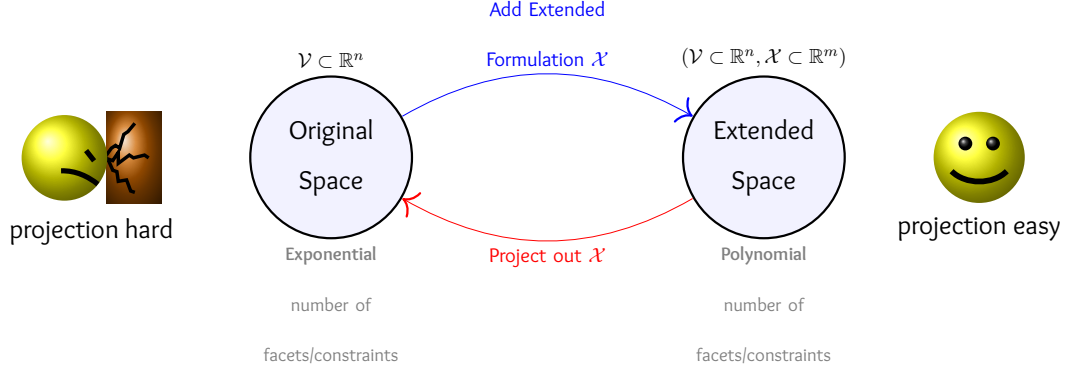 Add Extended
Formulation 𝒳
𝒱 ⊂ ℝⁿ
(𝒱 ⊂ ℝⁿ, 𝒳 ⊂ ℝᵐ)
Original
Space
Extended
Space
projection hard
projection easy
Project out 𝒳
Exponential
number of
facets/constraints
Polynomial
number of
facets/constraints